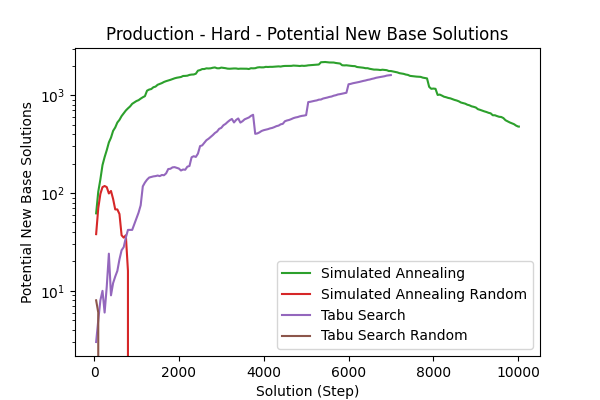 Production - Hard - Potential New Base Solutions
Potential New Base Solutions
10³
10²
10¹
0 2000 4000 6000 8000 10000
Solution (Step)
Simulated Annealing
Simulated Annealing Random
Tabu Search
Tabu Search Random